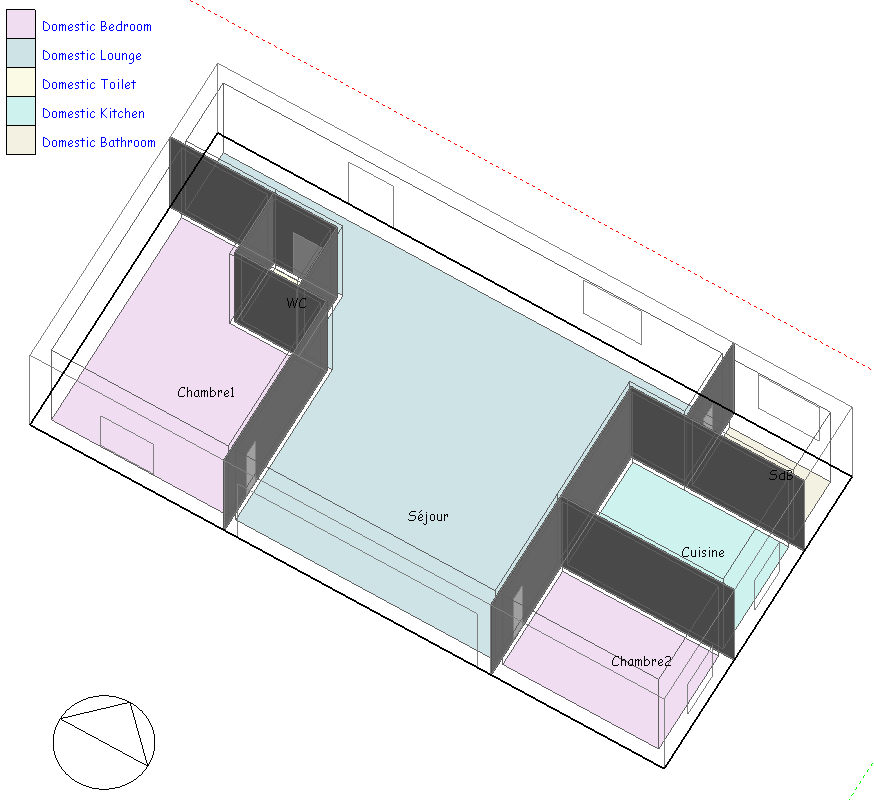 Domestic Bedroom
Domestic Lounge
Domestic Toilet
Domestic Kitchen
Domestic Bathroom
WC
Chambre1
SdB
Séjour
Cuisine
Chambre2